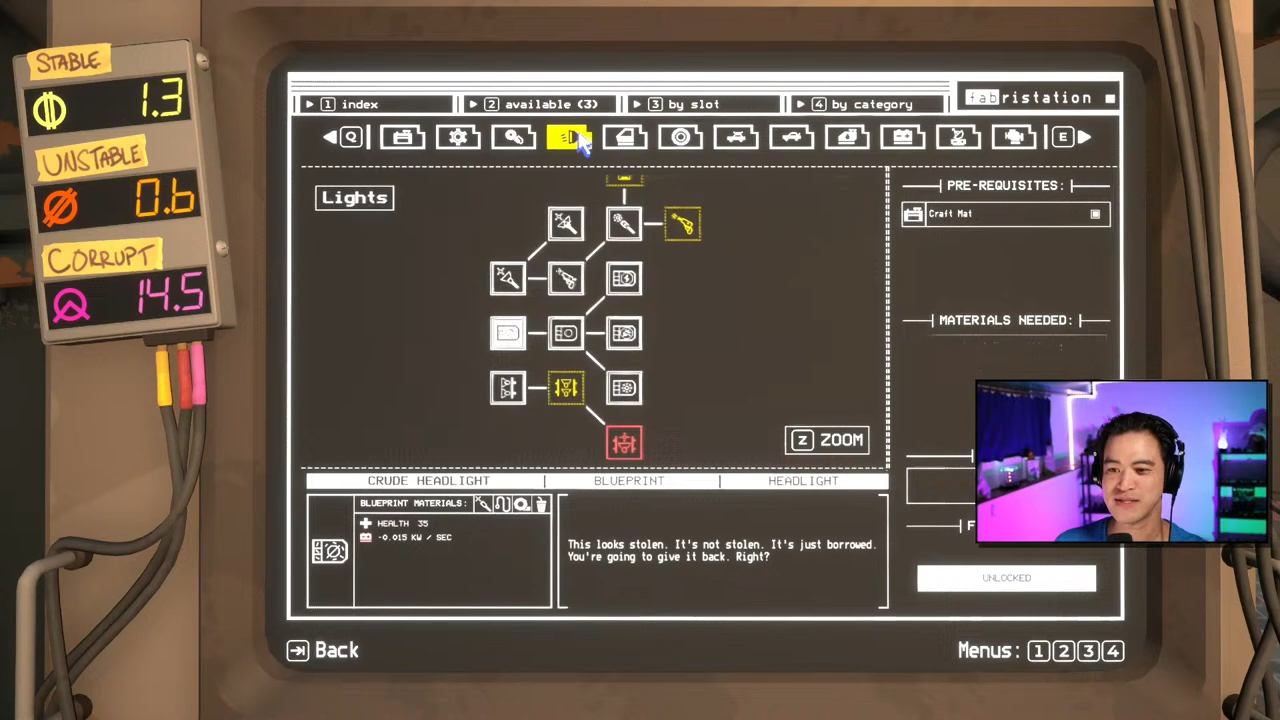 STABLE
1.3
UNSTABLE
0.6
CORRUPT
14.5
1 index
2 available (3)
3 by slot
4 by category
fabristation
Q
E
Lights
PRE-REQUISITES:
Craft Mat
MATERIALS NEEDED:
Z ZOOM
CRUDE HEADLIGHT
BLUEPRINT
HEADLIGHT
BLUEPRINT MATERIALS:
HEALTH 35
-0.015 KW / SEC
This looks stolen. It's not stolen. It's just borrowed.
You're going to give it back. Right?
F
UNLOCKED
Back
Menus: 1 2 3 4